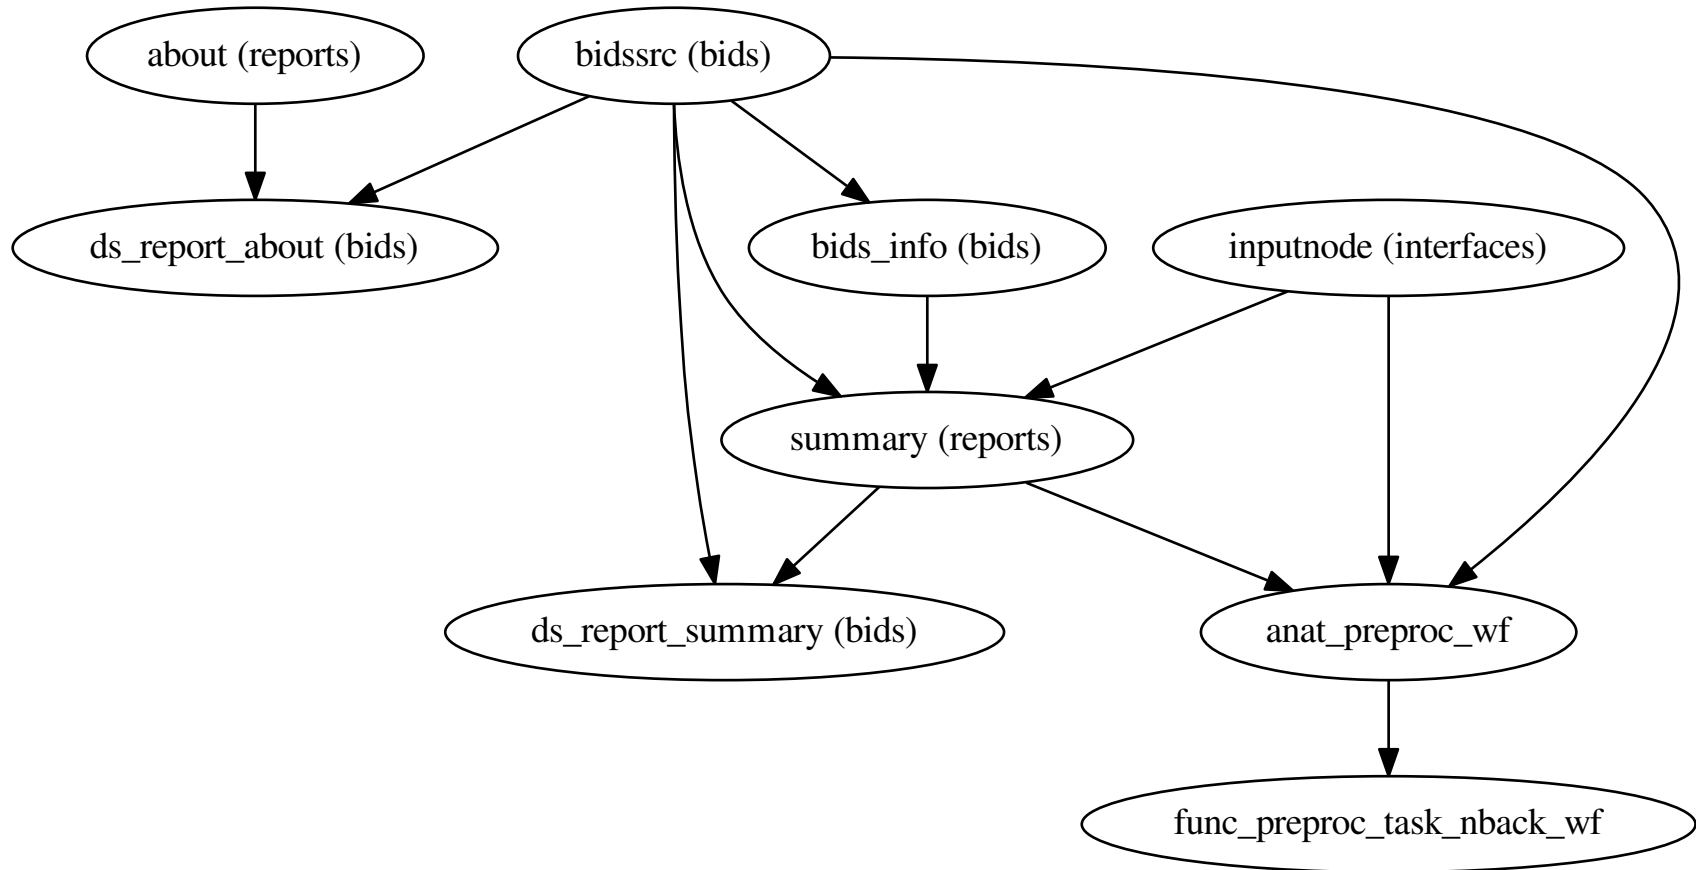 about (reports)
bidssrc (bids)
ds_report_about (bids)
bids_info (bids)
inputnode (interfaces)
summary (reports)
ds_report_summary (bids)
anat_preproc_wf
func_preproc_task_nback_wf